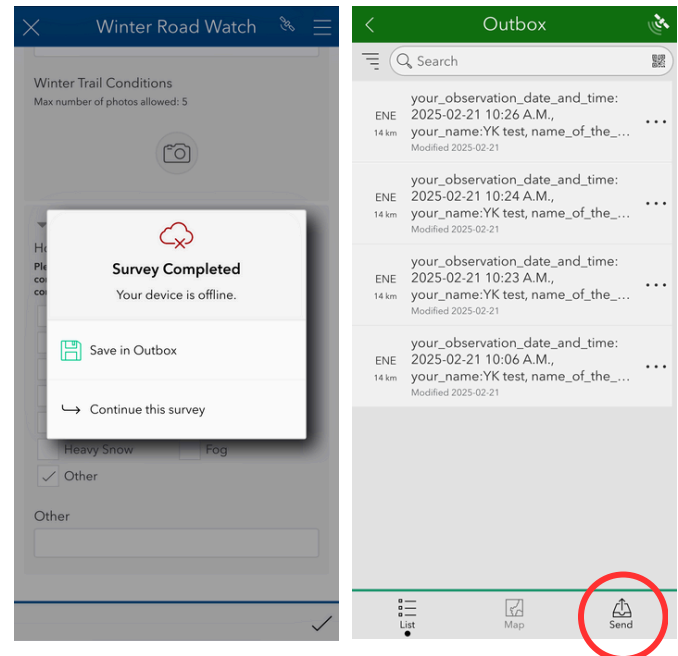 Winter Road Watch
Winter Trail Conditions
Max number of photos allowed: 5
Ho
Ple
co
co
Survey Completed
Your device is offline.
Save in Outbox
Continue this survey
Heavy Snow
Fog
Other
Other
Outbox
Search
your_observation_date_and_time:
ENE
2025-02-21 10:26 A.M.,
14 km
your_name:YK test, name_of_the_...
Modified 2025-02-21
your_observation_date_and_time:
ENE
2025-02-21 10:24 A.M.,
14 km
your_name:YK test, name_of_the_...
Modified 2025-02-21
your_observation_date_and_time:
ENE
2025-02-21 10:23 A.M.,
14 km
your_name:YK test, name_of_the_...
Modified 2025-02-21
your_observation_date_and_time:
ENE
2025-02-21 10:06 A.M.,
14 km
your_name:YK test, name_of_the_...
Modified 2025-02-21
List
Map
Send